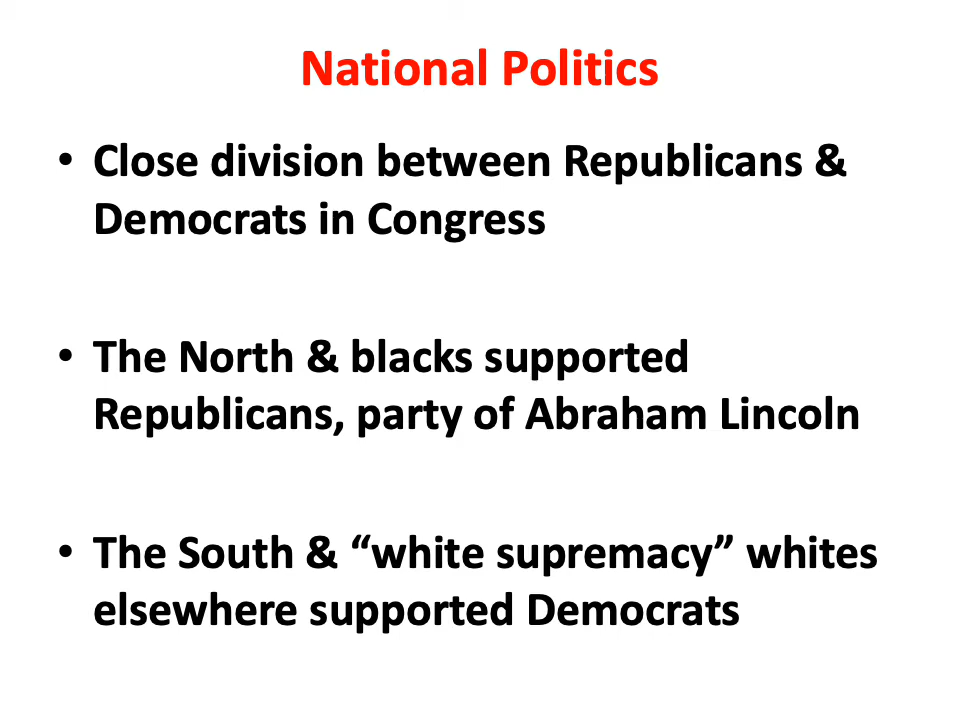 National Politics
• Close division between Republicans &
Democrats in Congress
• The North & blacks supported
Republicans, party of Abraham Lincoln
• The South & “white supremacy” whites
elsewhere supported Democrats